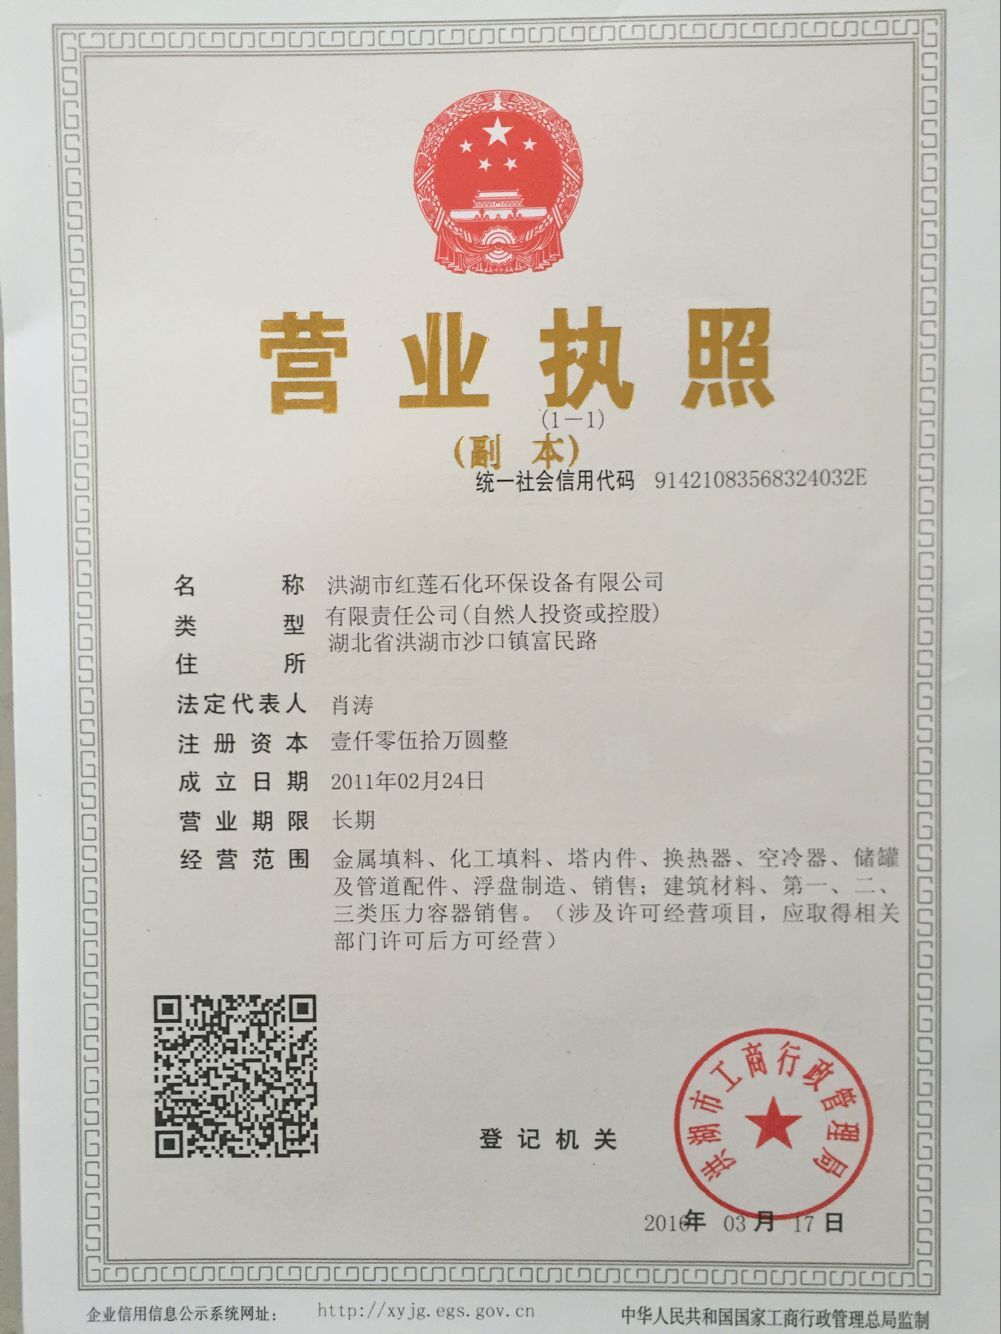 营业执照
(1－1)
(副本)
统一社会信用代码 91421083568324032E
名称 洪湖市红莲石化环保设备有限公司
类型 有限责任公司(自然人投资或控股)
住所 湖北省洪湖市沙口镇富民路
法定代表人 肖涛
注册资本 壹仟零伍拾万圆整
成立日期 2011年02月24日
营业期限 长期
经营范围 金属填料、化工填料、塔内件、换热器、空冷器、储罐
及管道配件、浮盘制造、销售；建筑材料、第一、二、
三类压力容器销售。（涉及许可经营项目，应取得相关
部门许可后方可经营）
登记机关
洪湖市工商行政管理局
2016年 03月 17日
企业信用信息公示系统网址： http://xyjg.egs.gov.cn
中华人民共和国国家工商行政管理总局监制